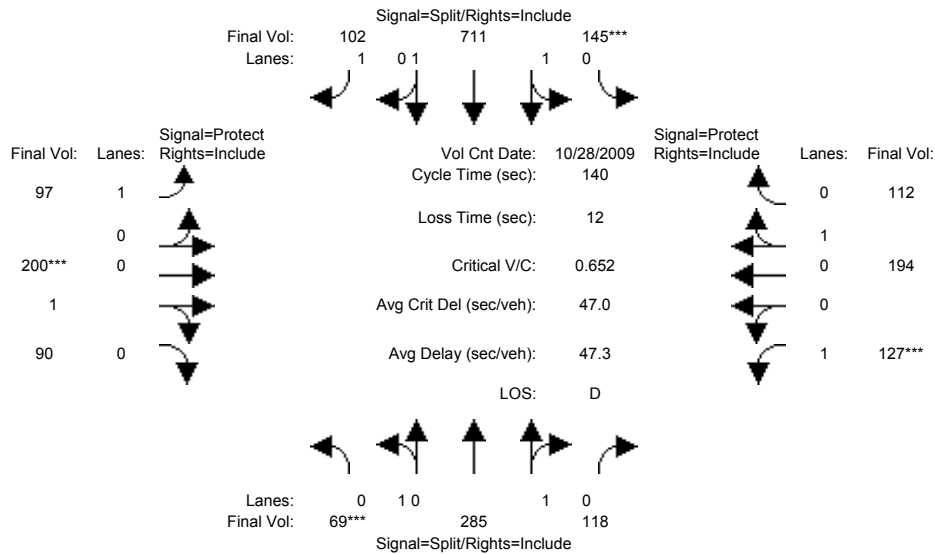 Signal=Split/Rights=Include
Final Vol: 102 711 145***
Lanes: 1 0 1 1 0
Signal=Protect Signal=Protect
Final Vol: Lanes: Rights=Include Vol Cnt Date: 10/28/2009 Rights=Include Lanes: Final Vol:
Cycle Time (sec): 140
97 1 0 112
Loss Time (sec): 12
0 1
200*** 0 Critical V/C: 0.652 0 194
1 Avg Crit Del (sec/veh): 47.0 0
90 0 Avg Delay (sec/veh): 47.3 1 127***
LOS: D
Lanes: 0 1 0 1 0
Final Vol: 69*** 285 118
Signal=Split/Rights=Include